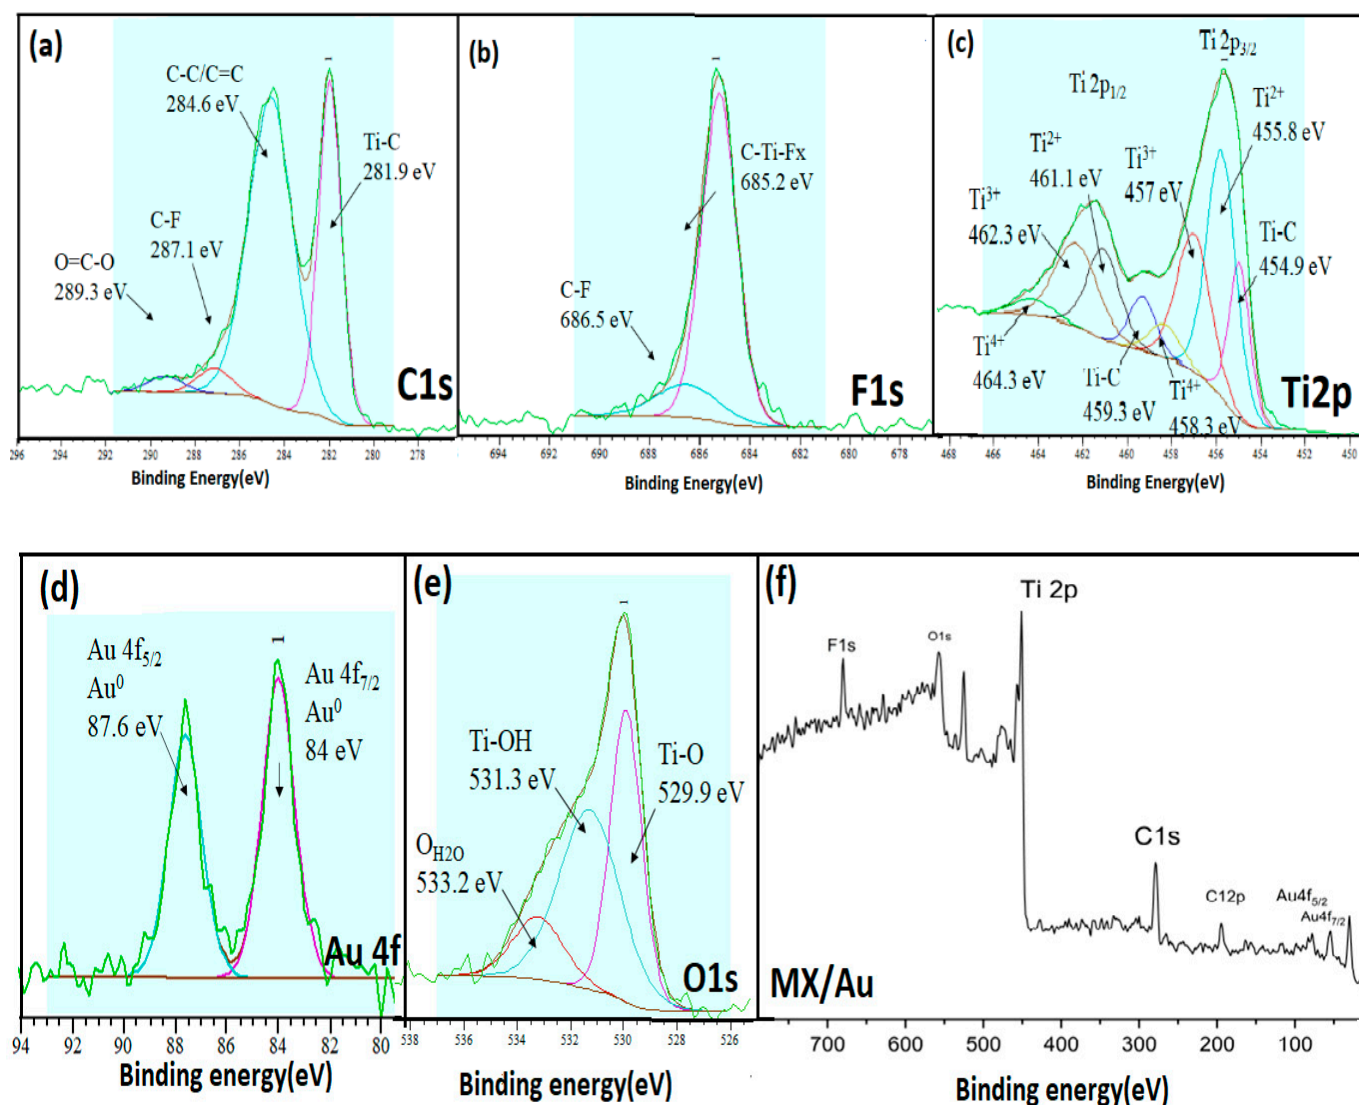 (a)
C-C/C=C
284.6 eV
1
Ti-C
281.9 eV
C-F
287.1 eV
O=C-O
289.3 eV
C1s
296 294 292 290 288 286 284 282 280 278 276
Binding Energy(eV)
(b)
1
C-Ti-Fx
685.2 eV
C-F
686.5 eV
F1s
690 688 686 684 682 680 678 676
Binding Energy(eV)
(c)
Ti 2p3/2
1
Ti 2p1/2
Ti2+
455.8 eV
Ti2+
461.1 eV
Ti3+
457 eV
Ti3+
462.3 eV
Ti-C
454.9 eV
Ti4+
464.3 eV
Ti-C
459.3 eV
Ti4+
458.3 eV
Ti2p
468 466 464 462 460 458 456 454 452 450
Binding Energy(eV)
(d)
1
Au 4f5/2
Au0
87.6 eV
Au 4f7/2
Au0
84 eV
Au 4f
94 92 90 88 86 84 82 80
Binding energy(eV)
(e)
1
Ti-OH
531.3 eV
Ti-O
529.9 eV
OH2O
533.2 eV
O1s
538 536 534 532 530 528 526
Binding energy(eV)
(f)
Ti 2p
F1s
O1s
C1s
C12p
Au4f5/2
Au4f7/2
MX/Au
700 600 500 400 300 200 100
Binding energy(eV)